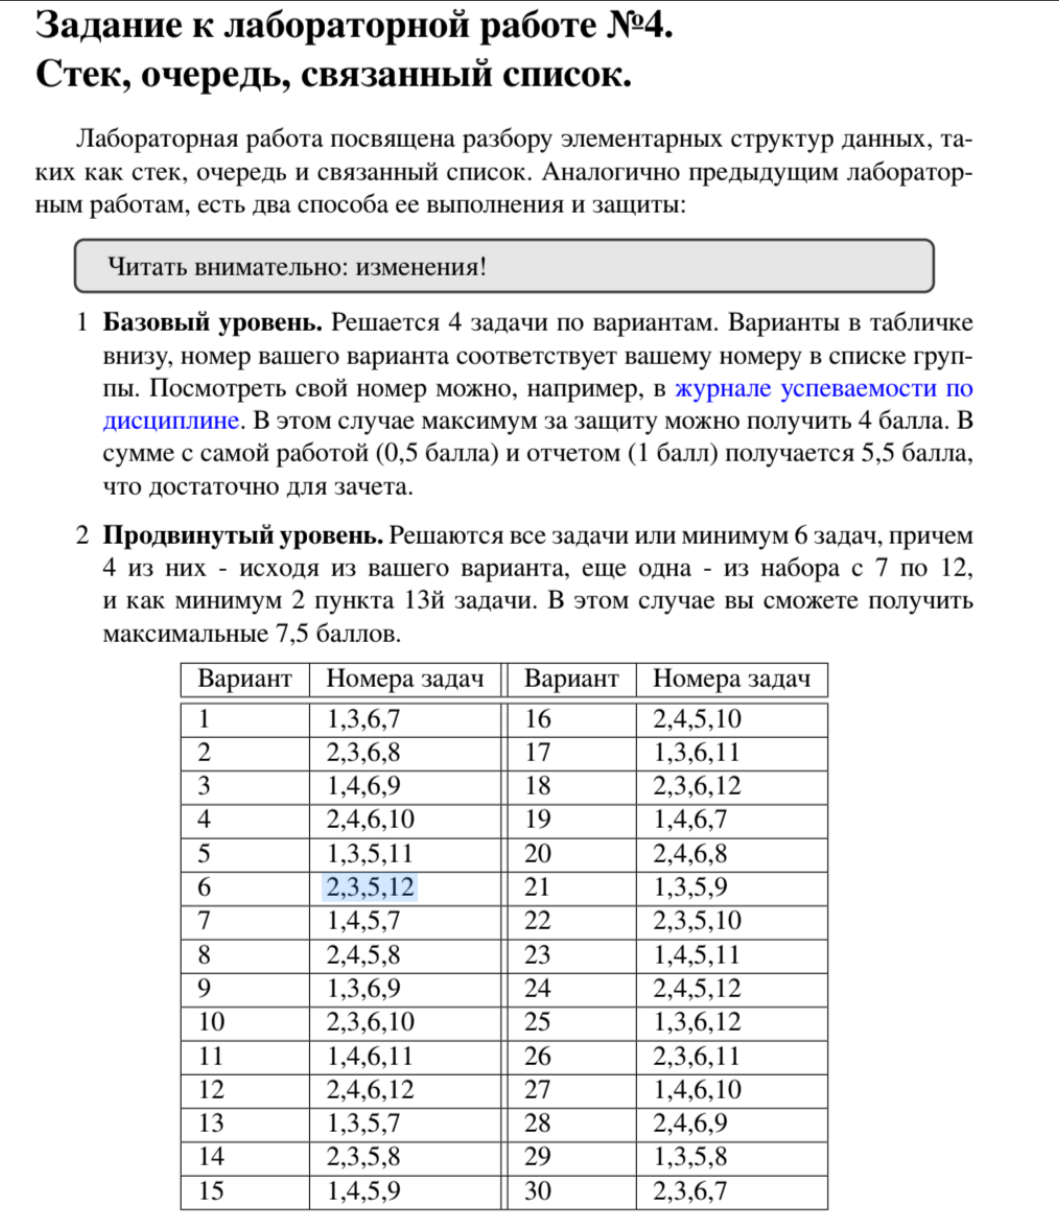 Задание к лабораторной работе №4.
Стек, очередь, связанный список.
Лабораторная работа посвящена разбору элементарных структур данных, та-
ких как стек, очередь и связанный список. Аналогично предыдущим лаборатор-
ным работам, есть два способа ее выполнения и защиты:
Читать внимательно: изменения!
1 Базовый уровень. Решается 4 задачи по вариантам. Варианты в табличке
внизу, номер вашего варианта соответствует вашему номеру в списке груп-
пы. Посмотреть свой номер можно, например, в журнале успеваемости по
дисциплине. В этом случае максимум за защиту можно получить 4 балла. В
сумме с самой работой (0,5 балла) и отчетом (1 балл) получается 5,5 балла,
что достаточно для зачета.
2 Продвинутый уровень. Решаются все задачи или минимум 6 задач, причем
4 из них - исходя из вашего варианта, еще одна - из набора с 7 по 12,
и как минимум 2 пункта 13й задачи. В этом случае вы сможете получить
максимальные 7,5 баллов.
Вариант Номера задач Вариант Номера задач
1 1,3,6,7 16 2,4,5,10
2 2,3,6,8 17 1,3,6,11
3 1,4,6,9 18 2,3,6,12
4 2,4,6,10 19 1,4,6,7
5 1,3,5,11 20 2,4,6,8
6 2,3,5,12 21 1,3,5,9
7 1,4,5,7 22 2,3,5,10
8 2,4,5,8 23 1,4,5,11
9 1,3,6,9 24 2,4,5,12
10 2,3,6,10 25 1,3,6,12
11 1,4,6,11 26 2,3,6,11
12 2,4,6,12 27 1,4,6,10
13 1,3,5,7 28 2,4,6,9
14 2,3,5,8 29 1,3,5,8
15 1,4,5,9 30 2,3,6,7